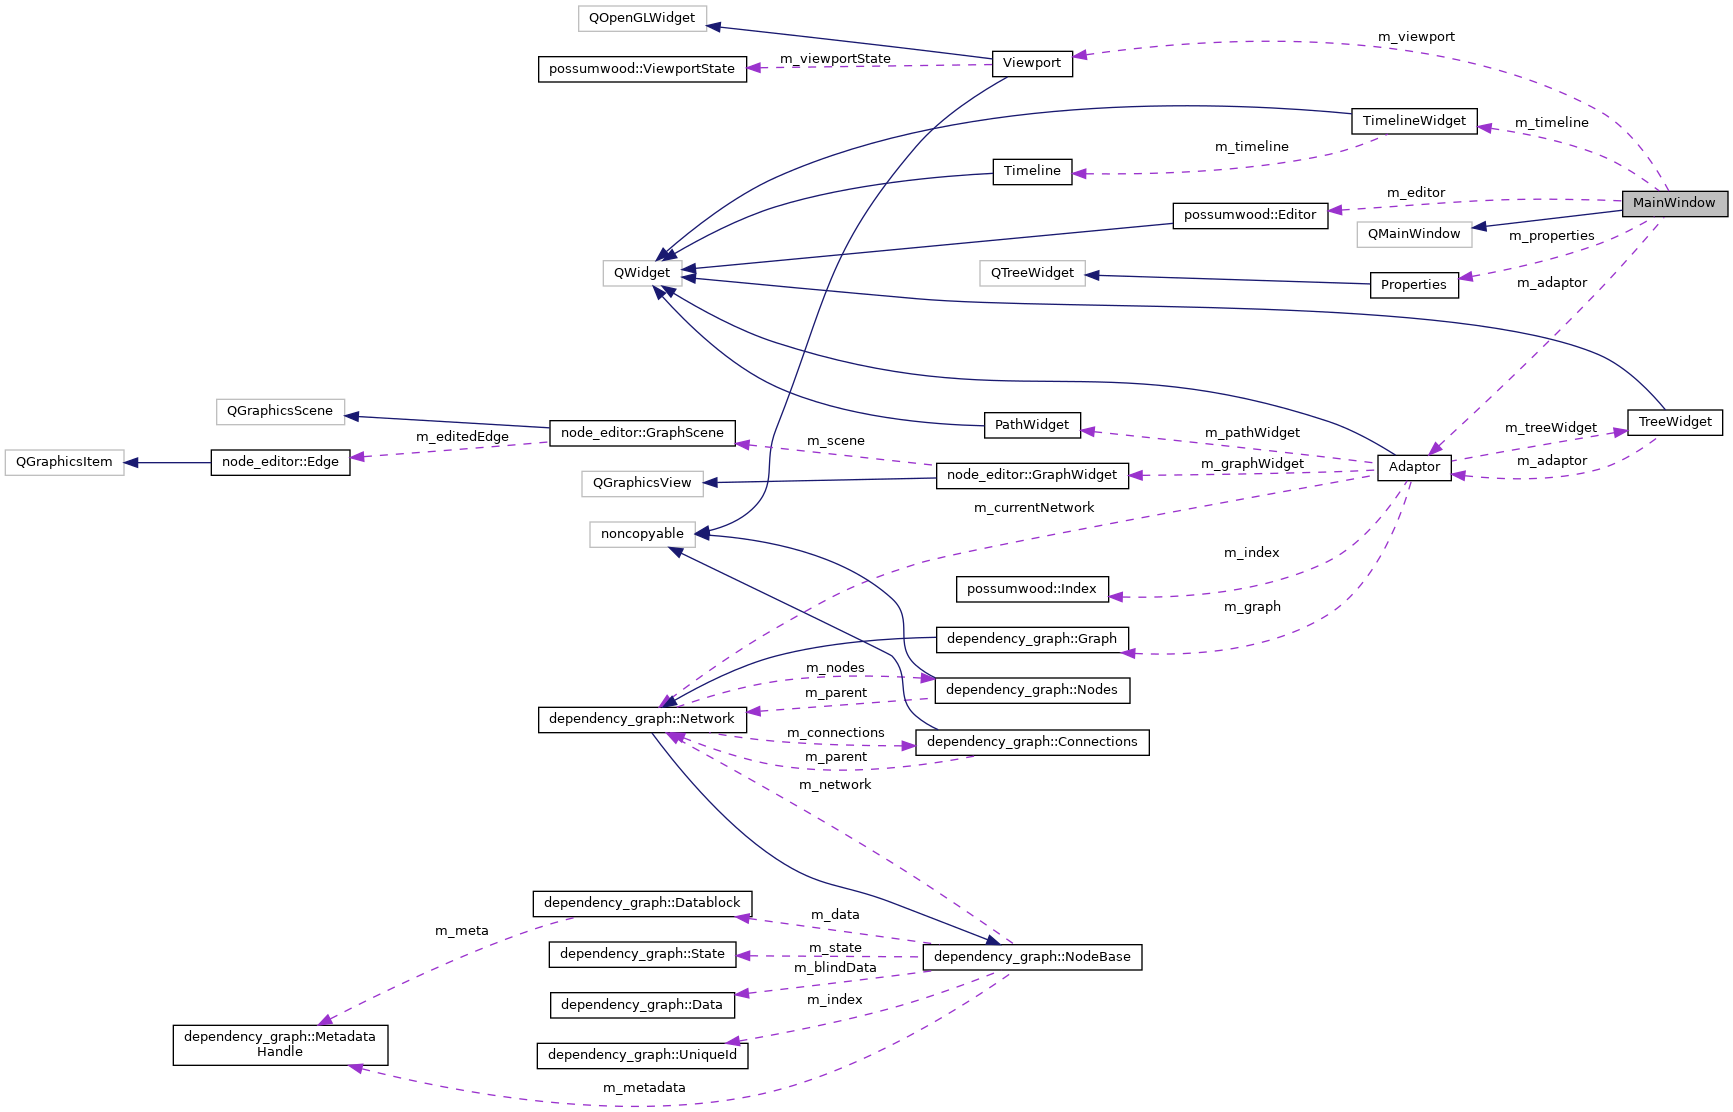 QOpenGLWidget
m_viewport
possumwood::ViewportState
m_viewportState
Viewport
TimelineWidget
m_timeline
m_timeline
Timeline
m_editor
MainWindow
possumwood::Editor
QMainWindow
m_properties
QWidget
QTreeWidget
Properties
m_adaptor
QGraphicsScene
node_editor::GraphScene
m_editedEdge
m_scene
PathWidget
m_pathWidget
m_treeWidget
TreeWidget
QGraphicsItem
node_editor::Edge
QGraphicsView
node_editor::GraphWidget
m_graphWidget
Adaptor
m_adaptor
m_currentNetwork
noncopyable
m_index
possumwood::Index
m_graph
dependency_graph::Graph
m_nodes
dependency_graph::Nodes
m_parent
dependency_graph::Network
m_connections
dependency_graph::Connections
m_parent
m_network
dependency_graph::Datablock
m_data
m_meta
dependency_graph::State
m_state
dependency_graph::NodeBase
m_blindData
dependency_graph::Data
m_index
dependency_graph::Metadata
Handle
dependency_graph::UniqueId
m_metadata